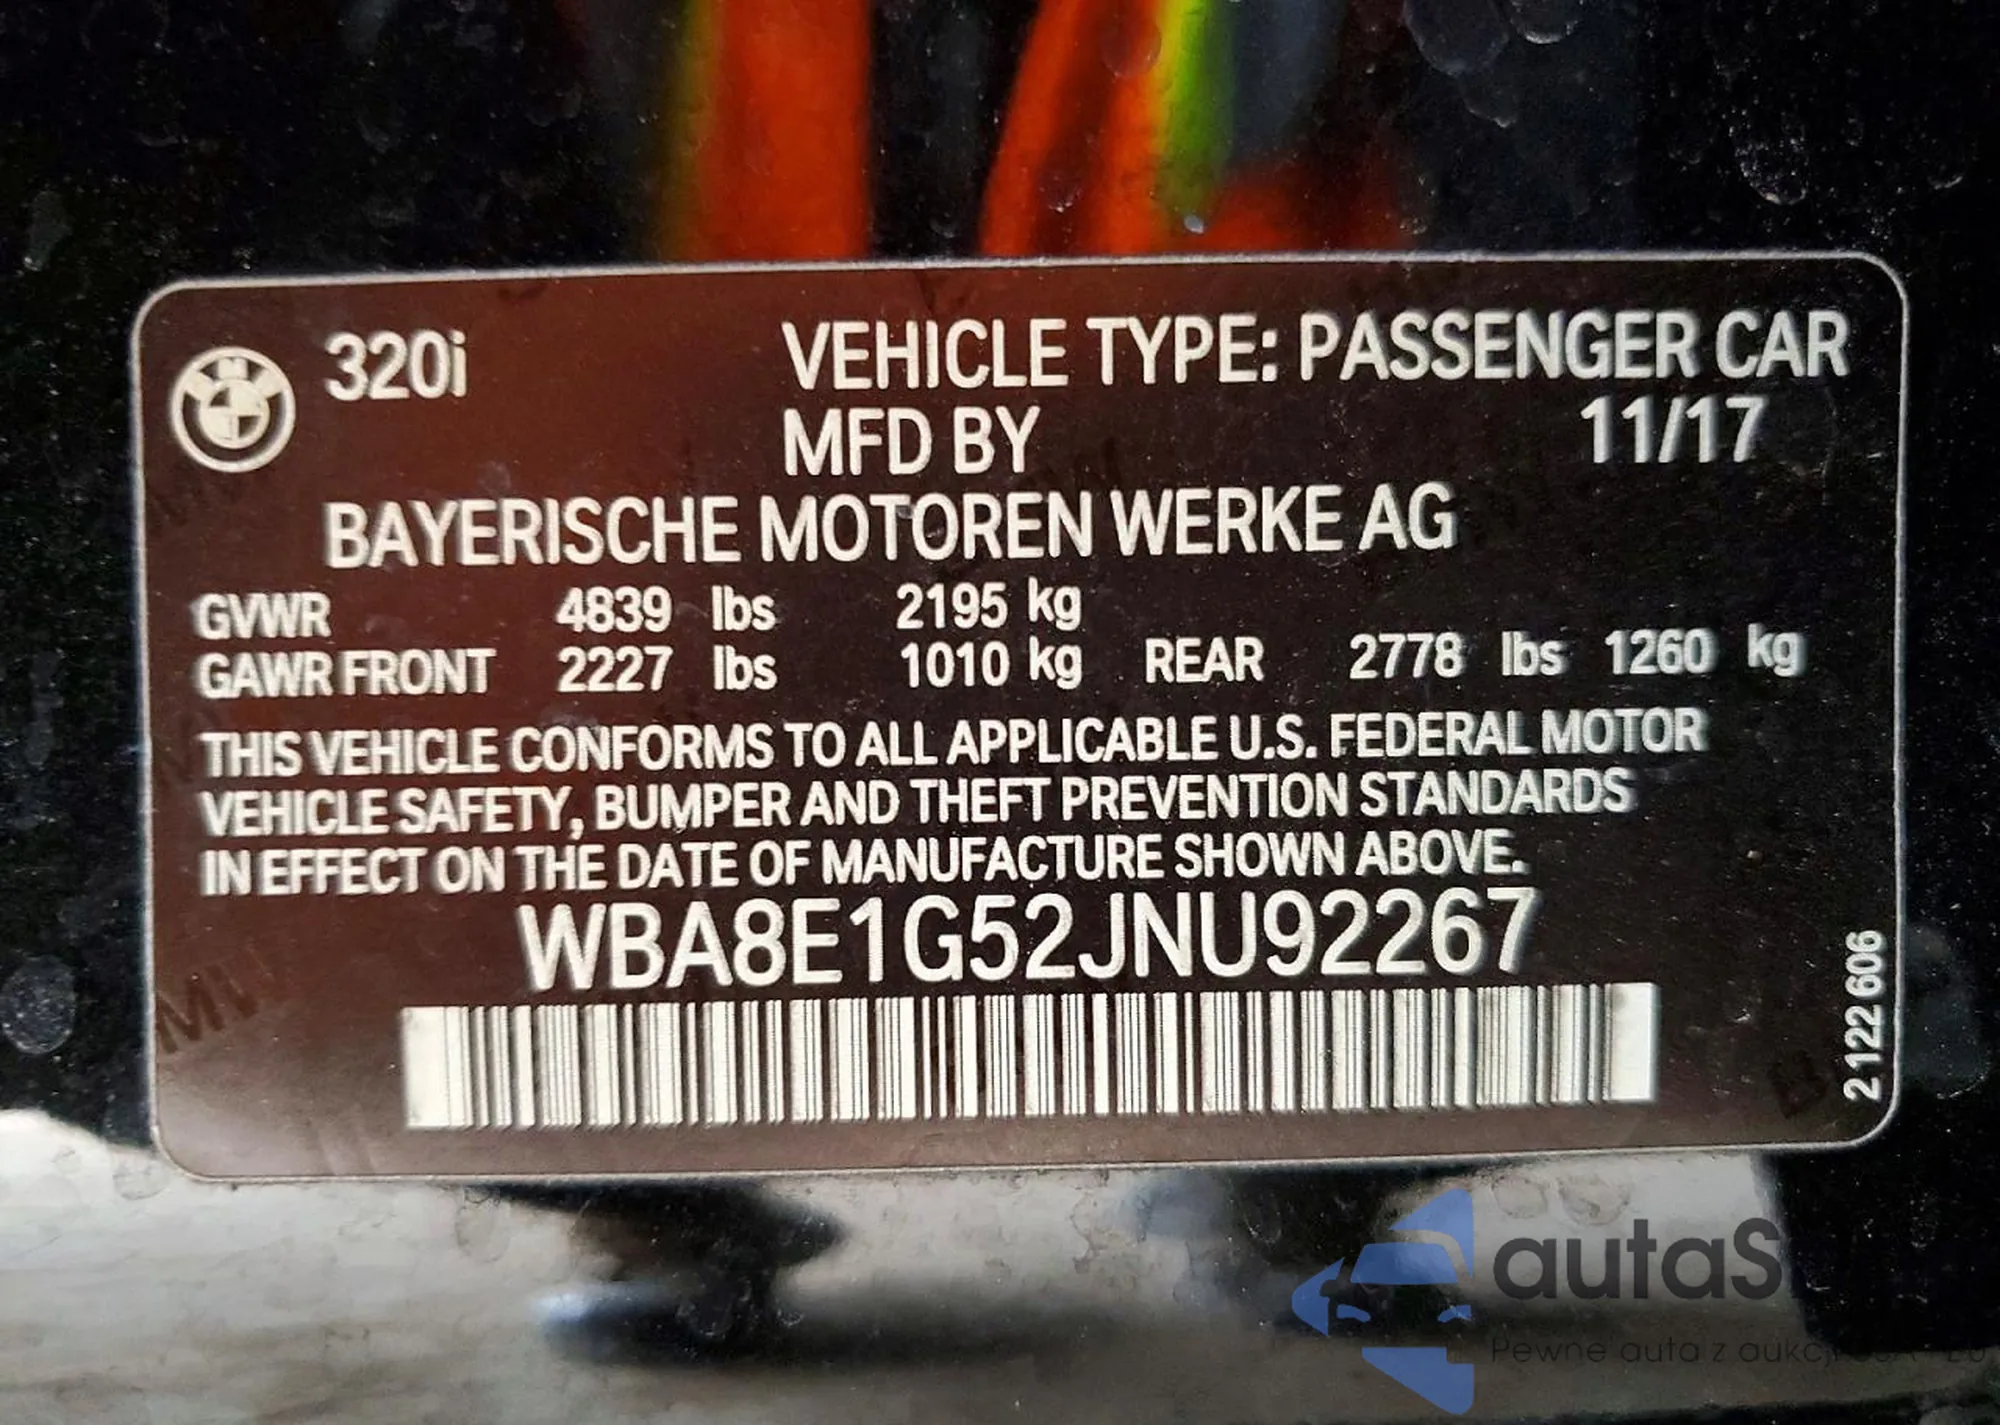 320i VEHICLE TYPE: PASSENGER CAR
MFD BY 11/17
BAYERISCHE MOTOREN WERKE AG
GVWR 4839 lbs 2195 kg
GAWR FRONT 2227 lbs 1010 kg REAR 2778 lbs 1260 kg
THIS VEHICLE CONFORMS TO ALL APPLICABLE U.S. FEDERAL MOTOR
VEHICLE SAFETY, BUMPER AND THEFT PREVENTION STANDARDS
IN EFFECT ON THE DATE OF MANUFACTURE SHOWN ABOVE.
WBA8E1G52JNU92267
2 122 606
Pewne auta z